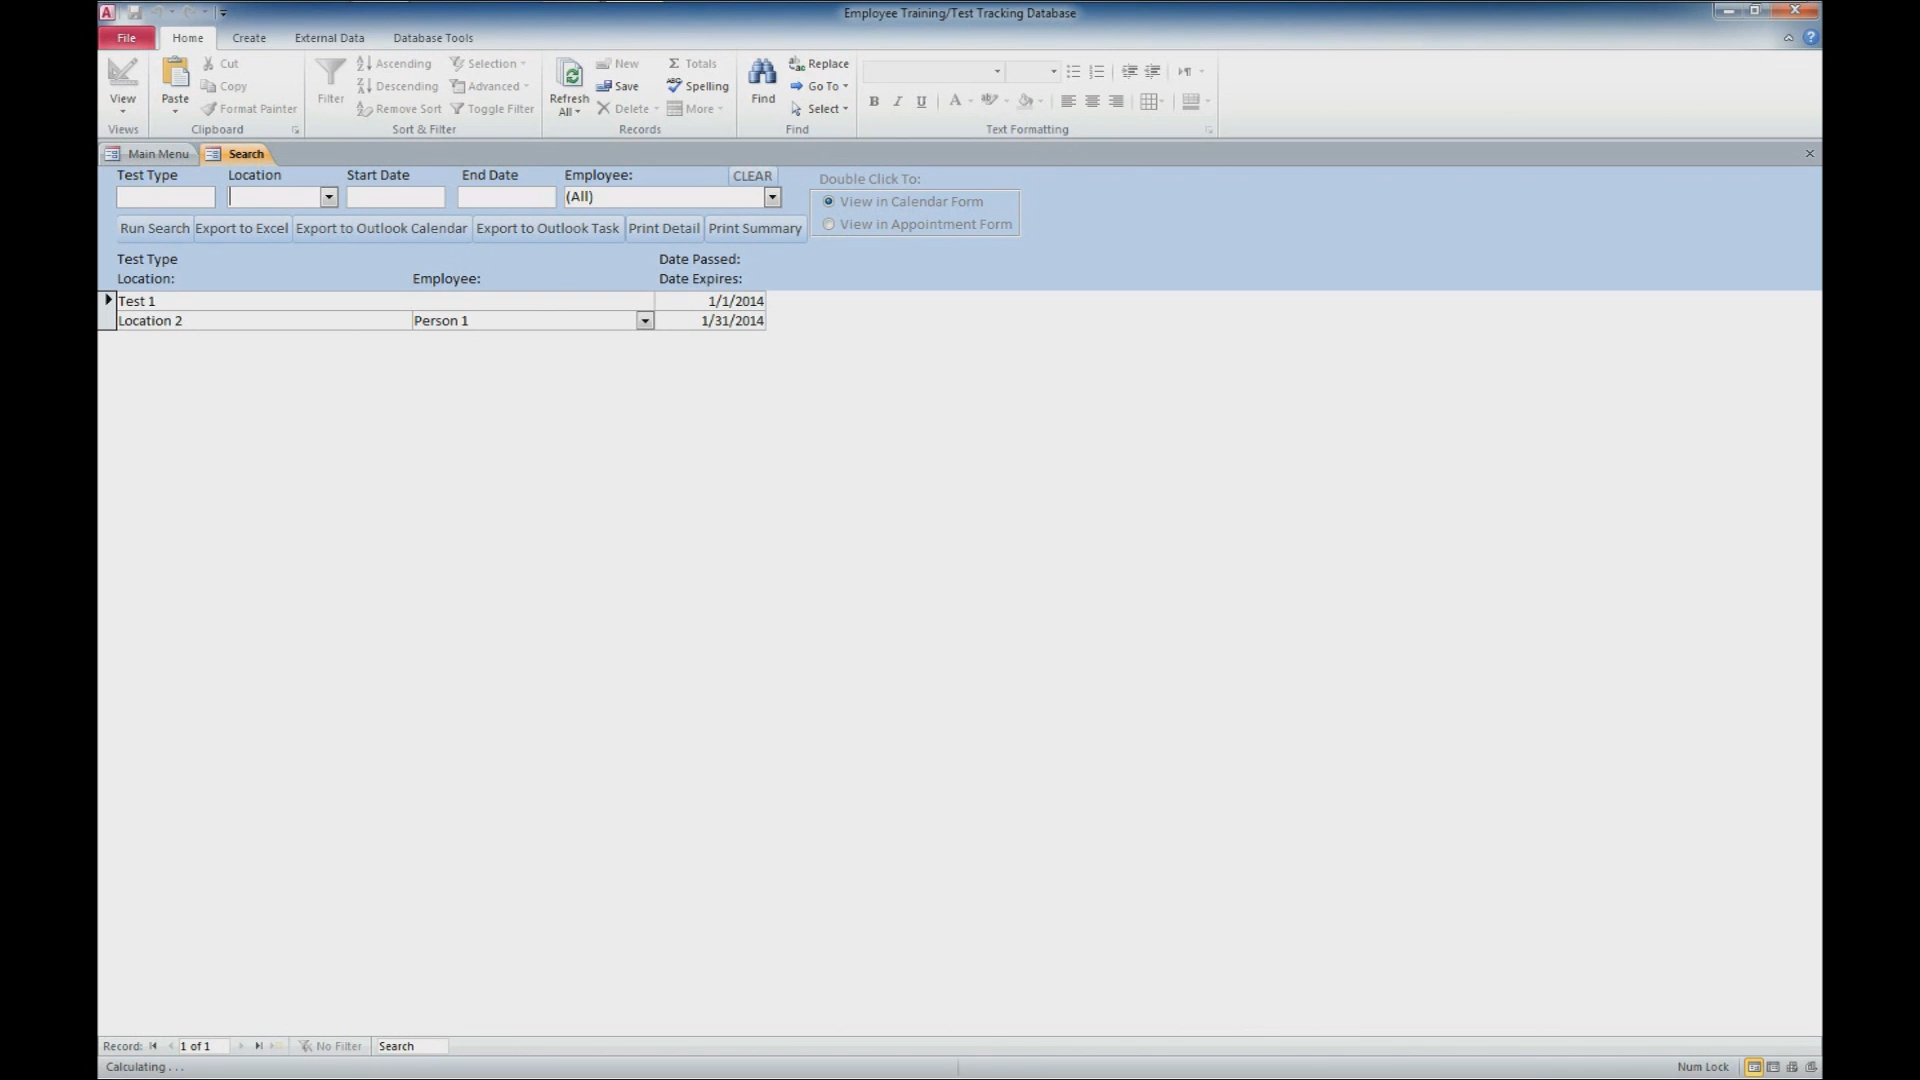 Employee Training/Test Tracking Database
File Home Create External Data Database Tools
View
Views
Paste
Cut
Copy
Format Painter
Clipboard
Filter
Ascending
Descending
Remove Sort
Selection
Advanced
Toggle Filter
Sort & Filter
Refresh
All
New
Save
Delete
Totals
Spelling
More
Records
Find
Replace
Go To
Select
Find
B I U A
Text Formatting
Main Menu Search
Test Type Location Start Date End Date Employee: CLEAR
(All)
Double Click To:
View in Calendar Form
View in Appointment Form
Run Search Export to Excel Export to Outlook Calendar Export to Outlook Task Print Detail Print Summary
Test Type Date Passed:
Location: Employee: Date Expires:
Test 1 1/1/2014
Location 2 Person 1 1/31/2014
Record: 1 of 1 No Filter Search
Calculating . . . Num Lock